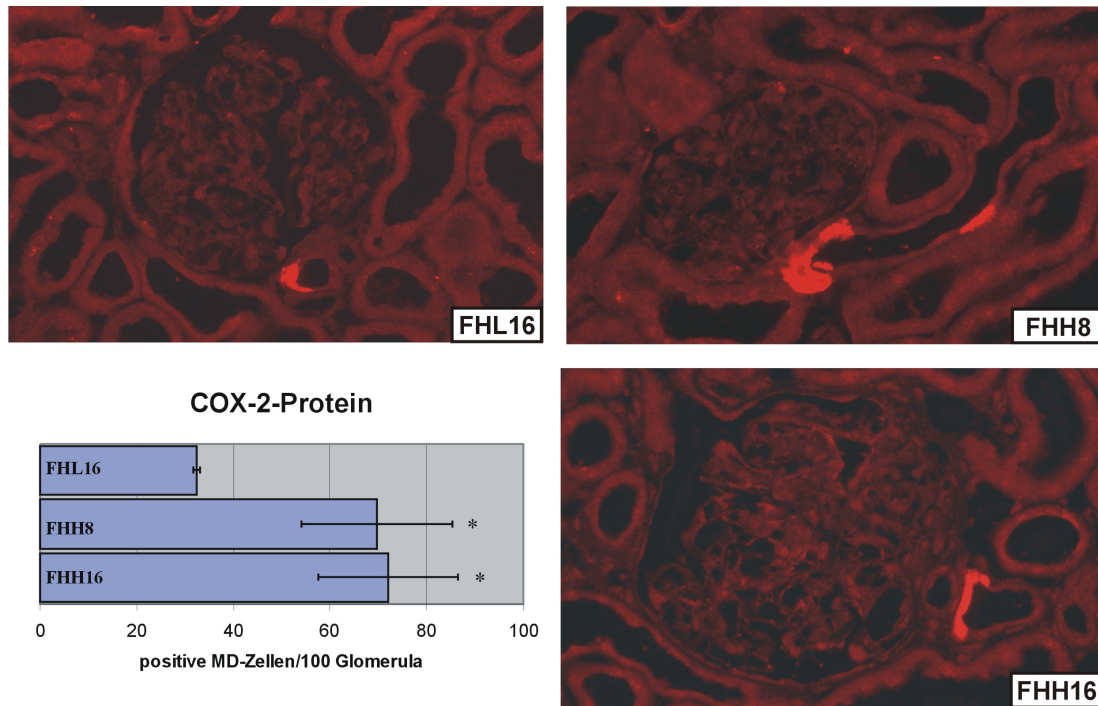 FHL16
FHH8
COX-2-Protein
FHL16
FHH8
*
FHH16
*
0 20 40 60 80 100
positive MD-Zellen/100 Glomerula
FHH16